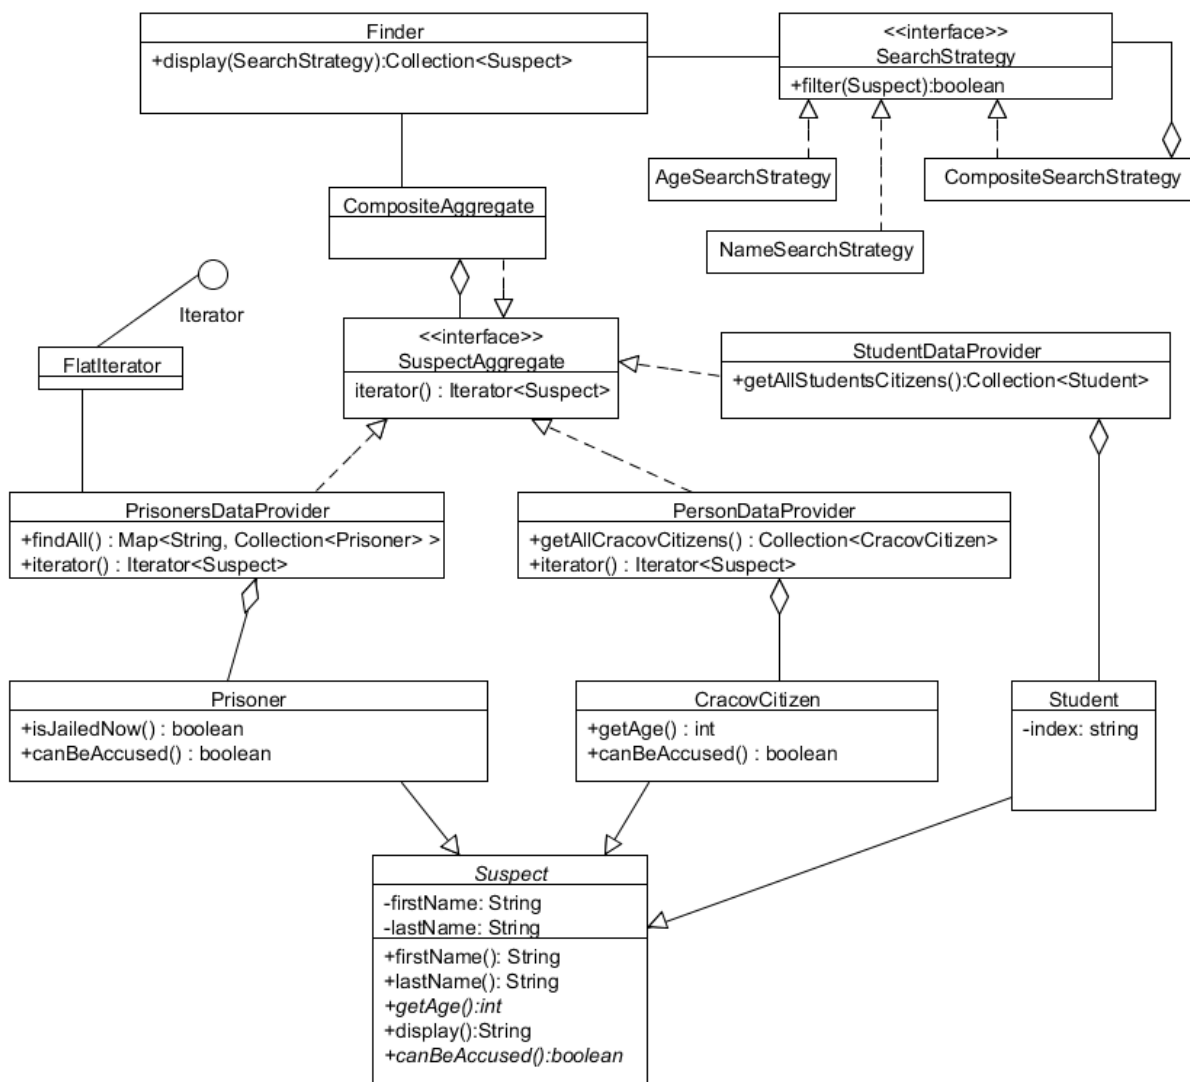 Finder
+display(SearchStrategy):Collection<Suspect>
<<interface>>
SearchStrategy
+filter(Suspect):boolean
AgeSearchStrategy
CompositeSearchStrategy
NameSearchStrategy
CompositeAggregate
Iterator
FlatIterator
<<interface>>
SuspectAggregate
iterator() : Iterator<Suspect>
StudentDataProvider
+getAllStudentsCitizens():Collection<Student>
PrisonersDataProvider
+findAll() : Map<String, Collection<Prisoner> >
+iterator() : Iterator<Suspect>
PersonDataProvider
+getAllCracovCitizens() : Collection<CracovCitizen>
+iterator() : Iterator<Suspect>
Prisoner
+isJailedNow() : boolean
+canBeAccused() : boolean
CracovCitizen
+getAge() : int
+canBeAccused() : boolean
Student
-index: string
Suspect
-firstName: String
-lastName: String
+firstName(): String
+lastName(): String
+getAge():int
+display():String
+canBeAccused():boolean